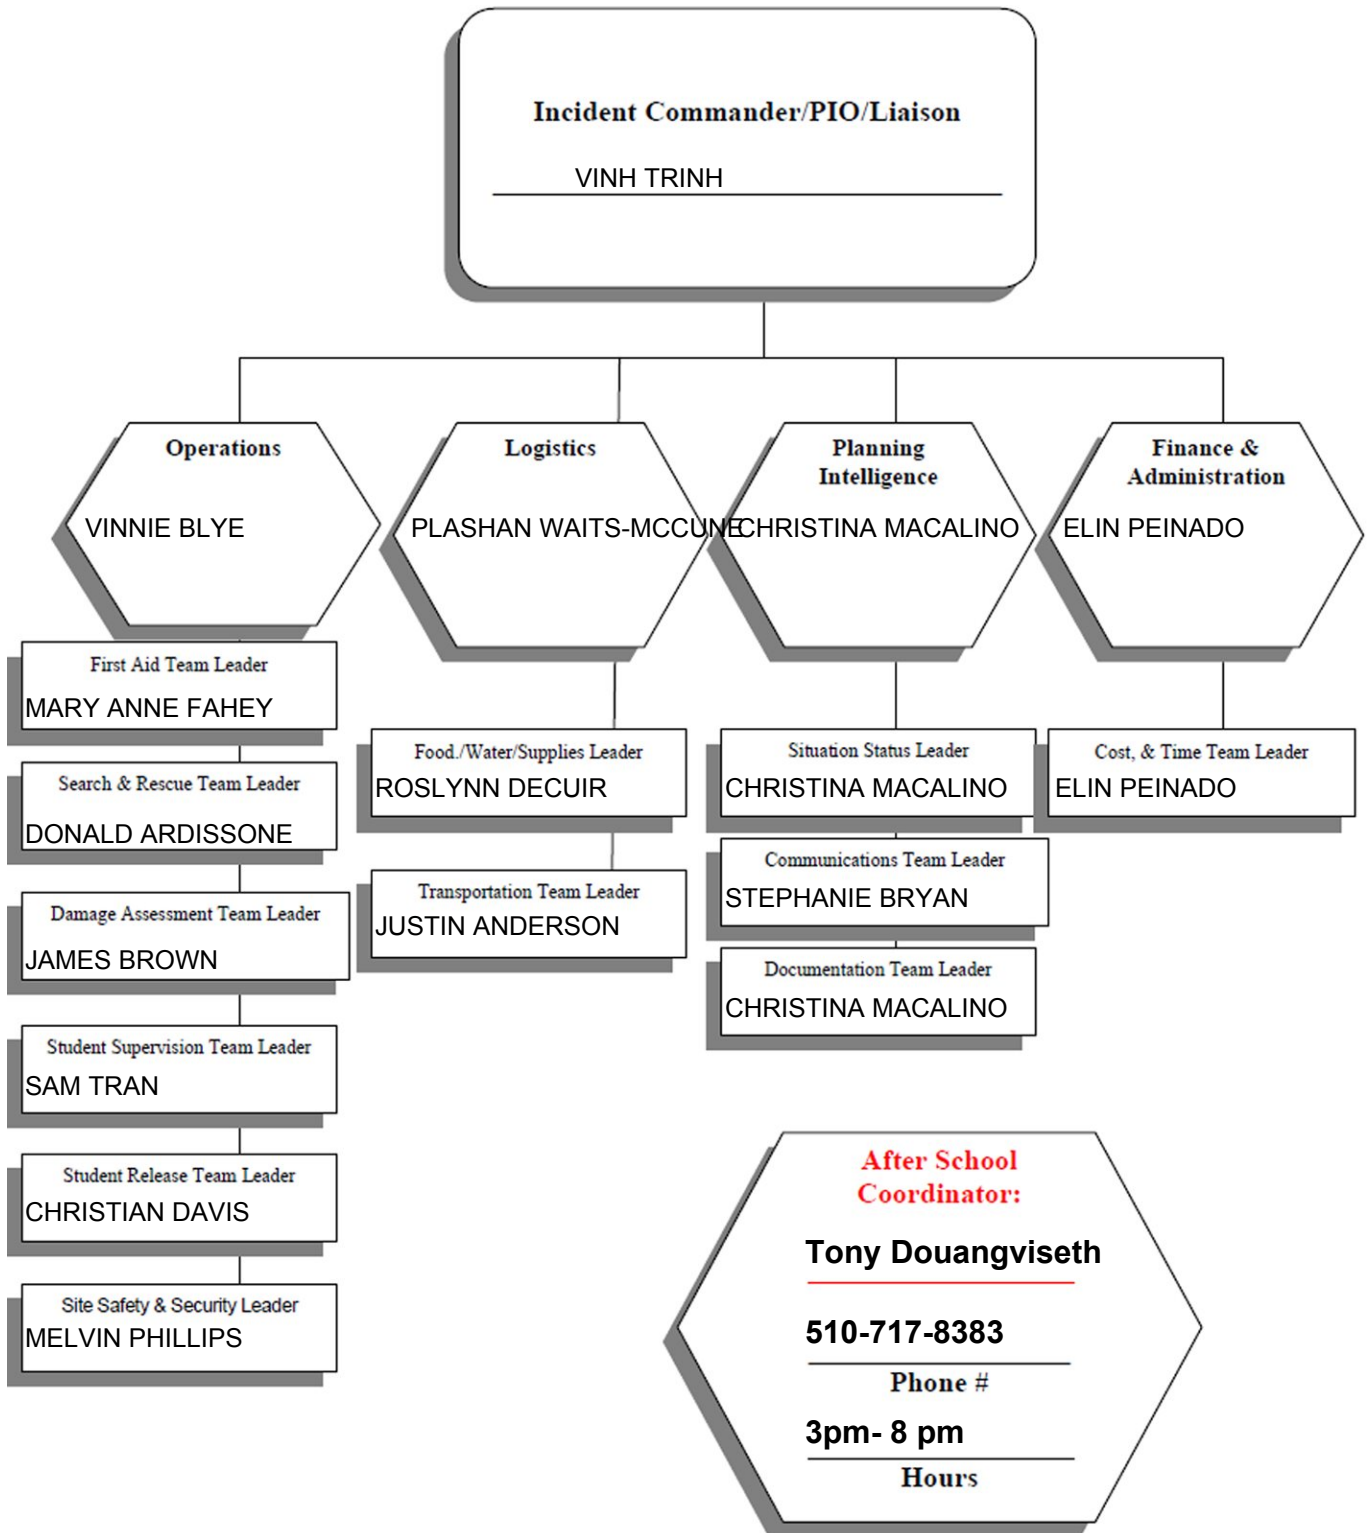 Incident Commander/PIO/Liaison
VINH TRINH
Operations
VINNIE BLYE
Logistics
PLASHAN WAITS-MCCUNE
Planning
Intelligence
CHRISTINA MACALINO
Finance &
Administration
ELIN PEINADO
First Aid Team Leader
MARY ANNE FAHEY
Search & Rescue Team Leader
DONALD ARDISSONE
Damage Assessment Team Leader
JAMES BROWN
Student Supervision Team Leader
SAM TRAN
Student Release Team Leader
CHRISTIAN DAVIS
Site Safety & Security Leader
MELVIN PHILLIPS
Food./Water/Supplies Leader
ROSLYNN DECUIR
Transportation Team Leader
JUSTIN ANDERSON
Situation Status Leader
CHRISTINA MACALINO
Communications Team Leader
STEPHANIE BRYAN
Documentation Team Leader
CHRISTINA MACALINO
Cost, & Time Team Leader
ELIN PEINADO
After School
Coordinator:
Tony Douangviseth
510-717-8383
Phone #
3pm- 8 pm
Hours